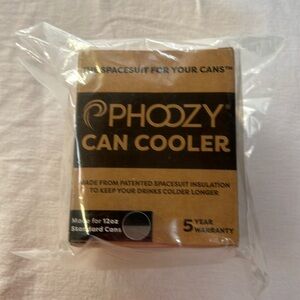 THE SPACESUIT FOR YOUR CANS™
PHOOZY
CAN COOLER
MADE FROM PATENTED SPACESUIT INSULATION
TO KEEP YOUR DRINKS COLDER LONGER
Made for 12oz
Standard Cans
5 YEAR
WARRANTY